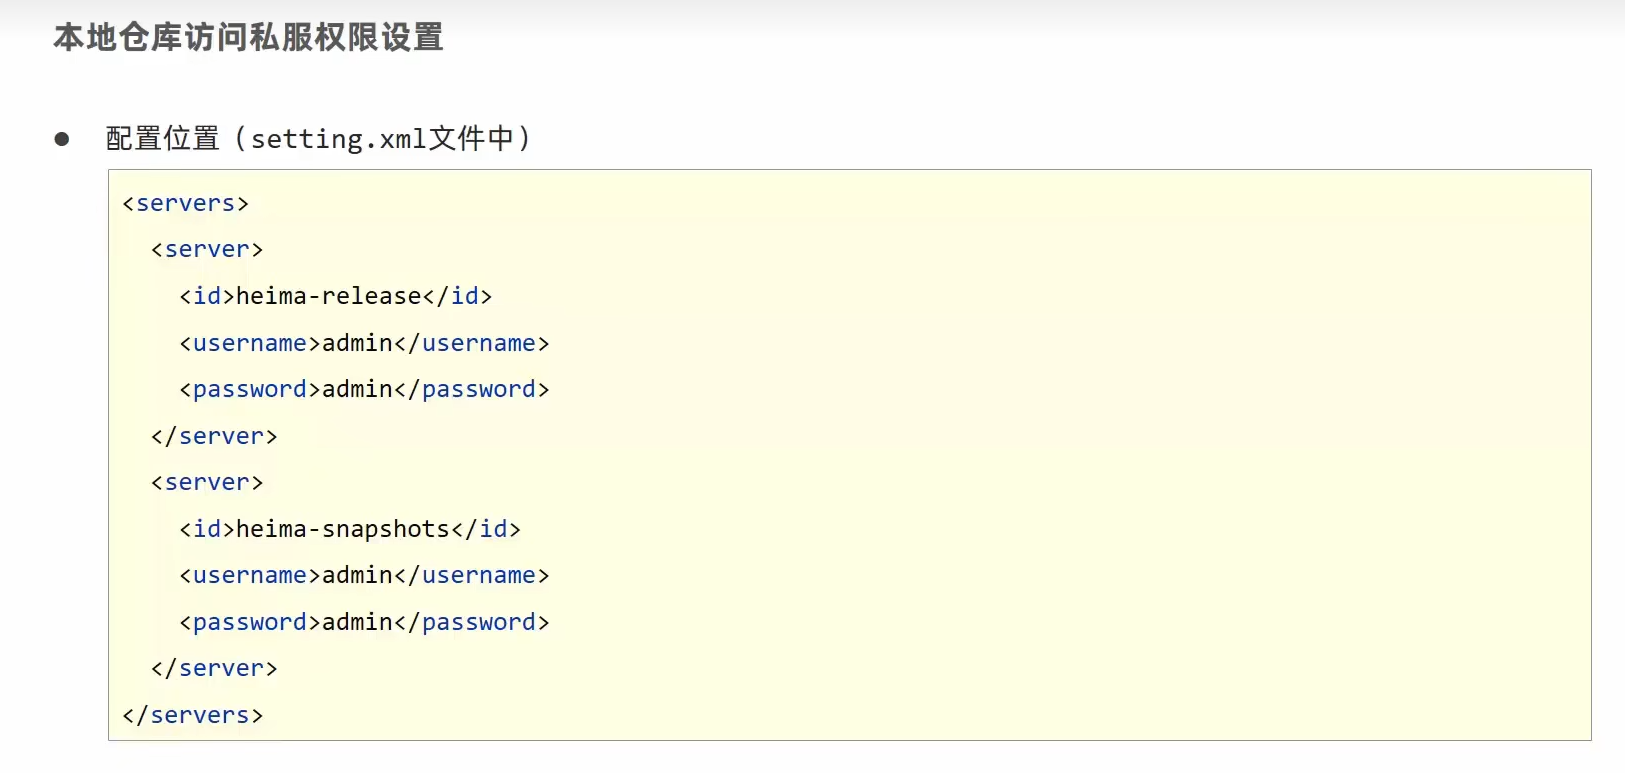 本地仓库访问私服权限设置
● 配置位置（setting.xml文件中）
<servers>
<server>
<id>heima-release</id>
<username>admin</username>
<password>admin</password>
</server>
<server>
<id>heima-snapshots</id>
<username>admin</username>
<password>admin</password>
</server>
</servers>